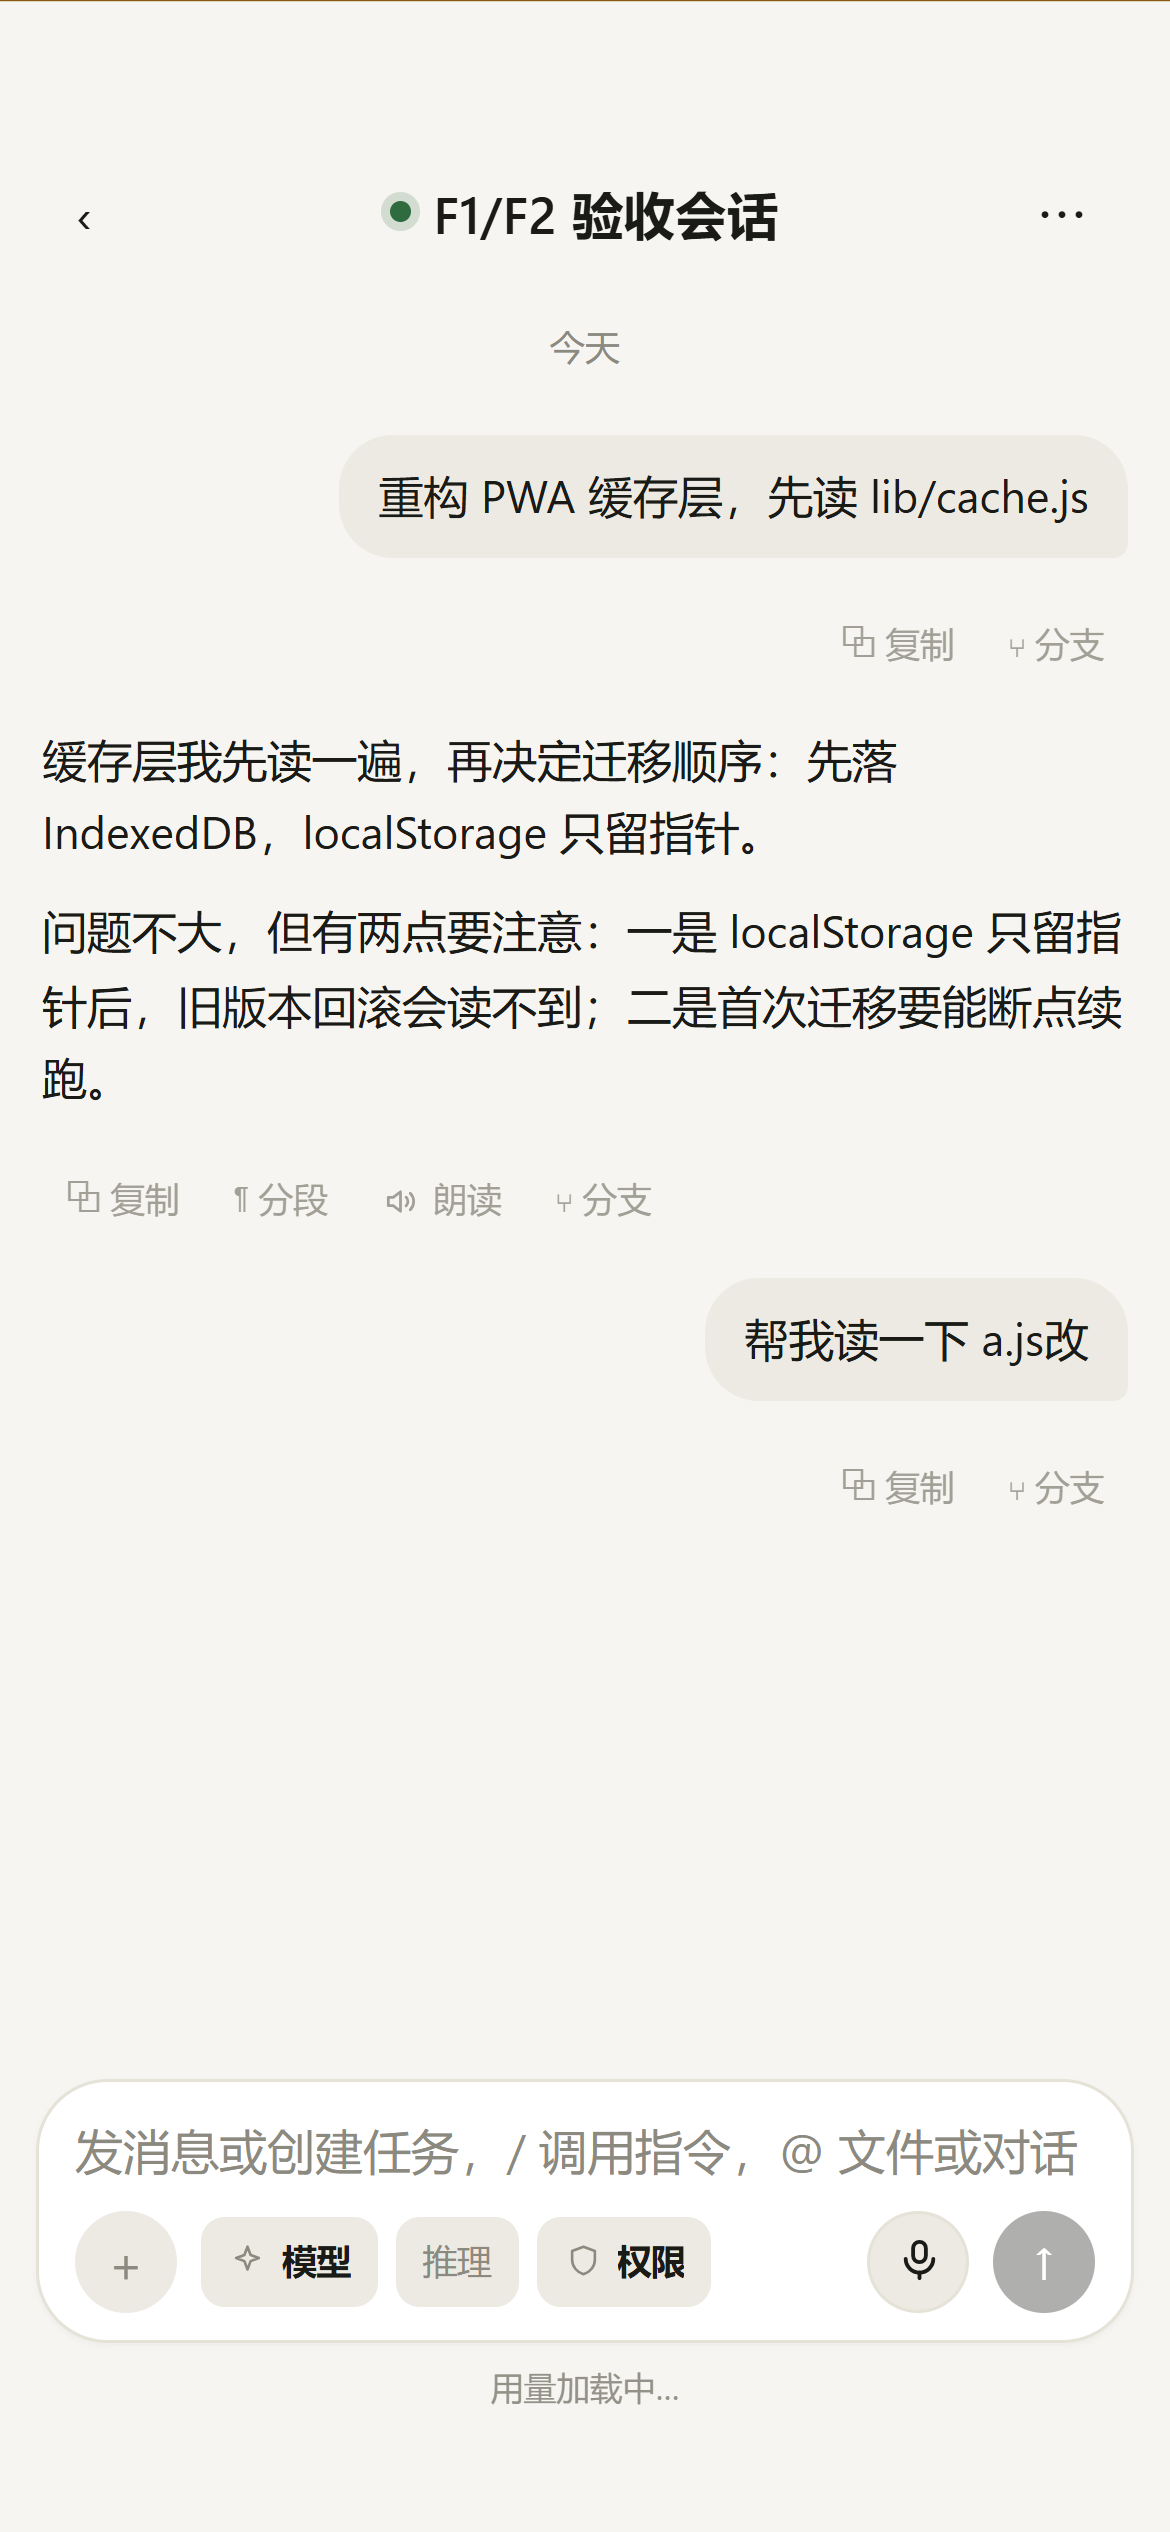 F1/F2 验收会话
今天
重构 PWA 缓存层，先读 lib/cache.js
复制 分支
缓存层我先读一遍，再决定迁移顺序：先落
IndexedDB，localStorage 只留指针。
问题不大，但有两点要注意：一是 localStorage 只留指
针后，旧版本回滚会读不到；二是首次迁移要能断点续
跑。
复制 ¶ 分段 朗读 分支
帮我读一下 a.js改
复制 分支
发消息或创建任务，/ 调用指令，@ 文件或对话
+ 模型 推理 权限 ↑
用量加载中...